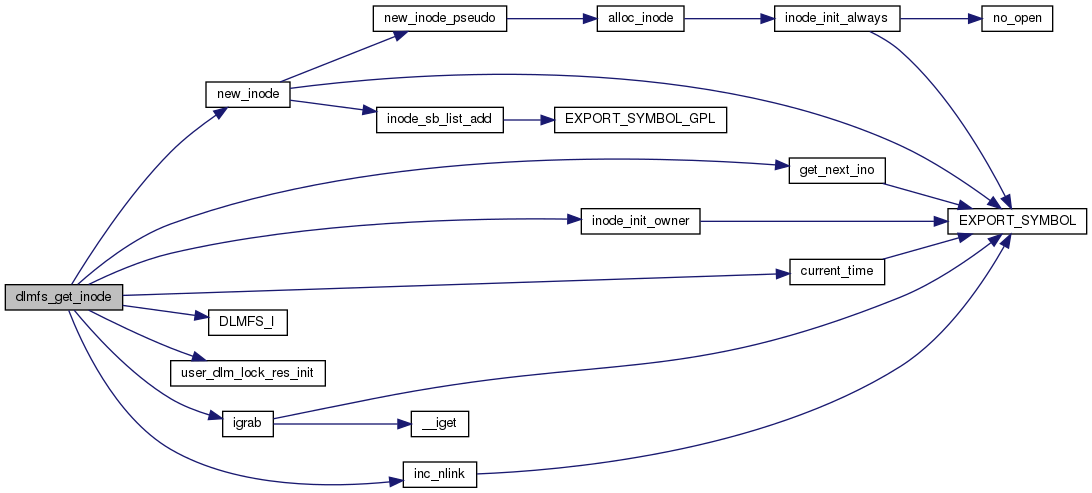 new_inode_pseudo
alloc_inode
inode_init_always
no_open
new_inode
inode_sb_list_add
EXPORT_SYMBOL_GPL
get_next_ino
inode_init_owner
EXPORT_SYMBOL
current_time
dlmfs_get_inode
DLMFS_I
user_dlm_lock_res_init
igrab
__iget
inc_nlink